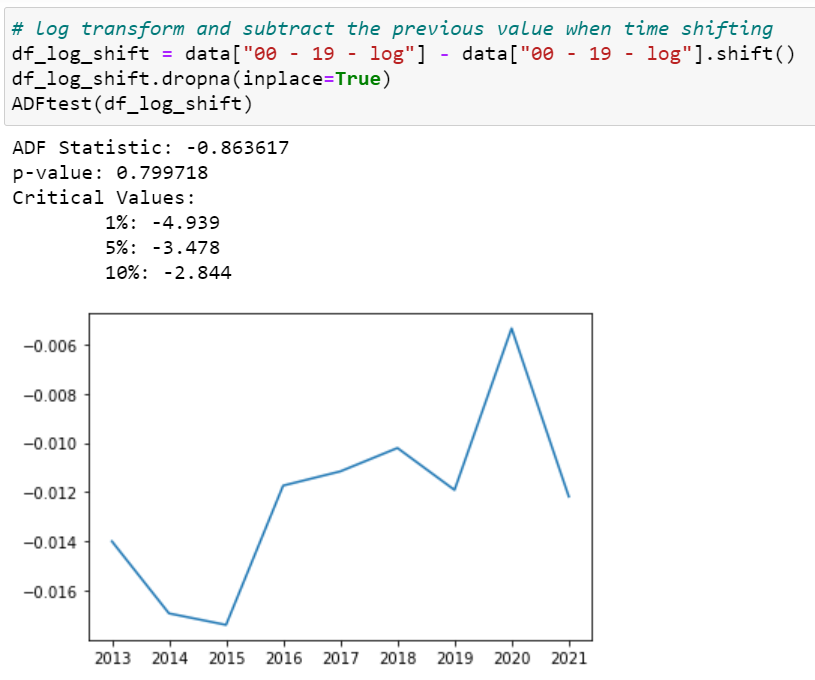 # log transform and subtract the previous value when time shifting
df_log_shift = data["00 - 19 - log"] - data["00 - 19 - log"].shift()
df_log_shift.dropna(inplace=True)
ADFtest(df_log_shift)
ADF Statistic: -0.863617
p-value: 0.799718
Critical Values:
1%: -4.939
5%: -3.478
10%: -2.844
−0.006
−0.008
−0.010
−0.012
−0.014
−0.016
2013 2014 2015 2016 2017 2018 2019 2020 2021